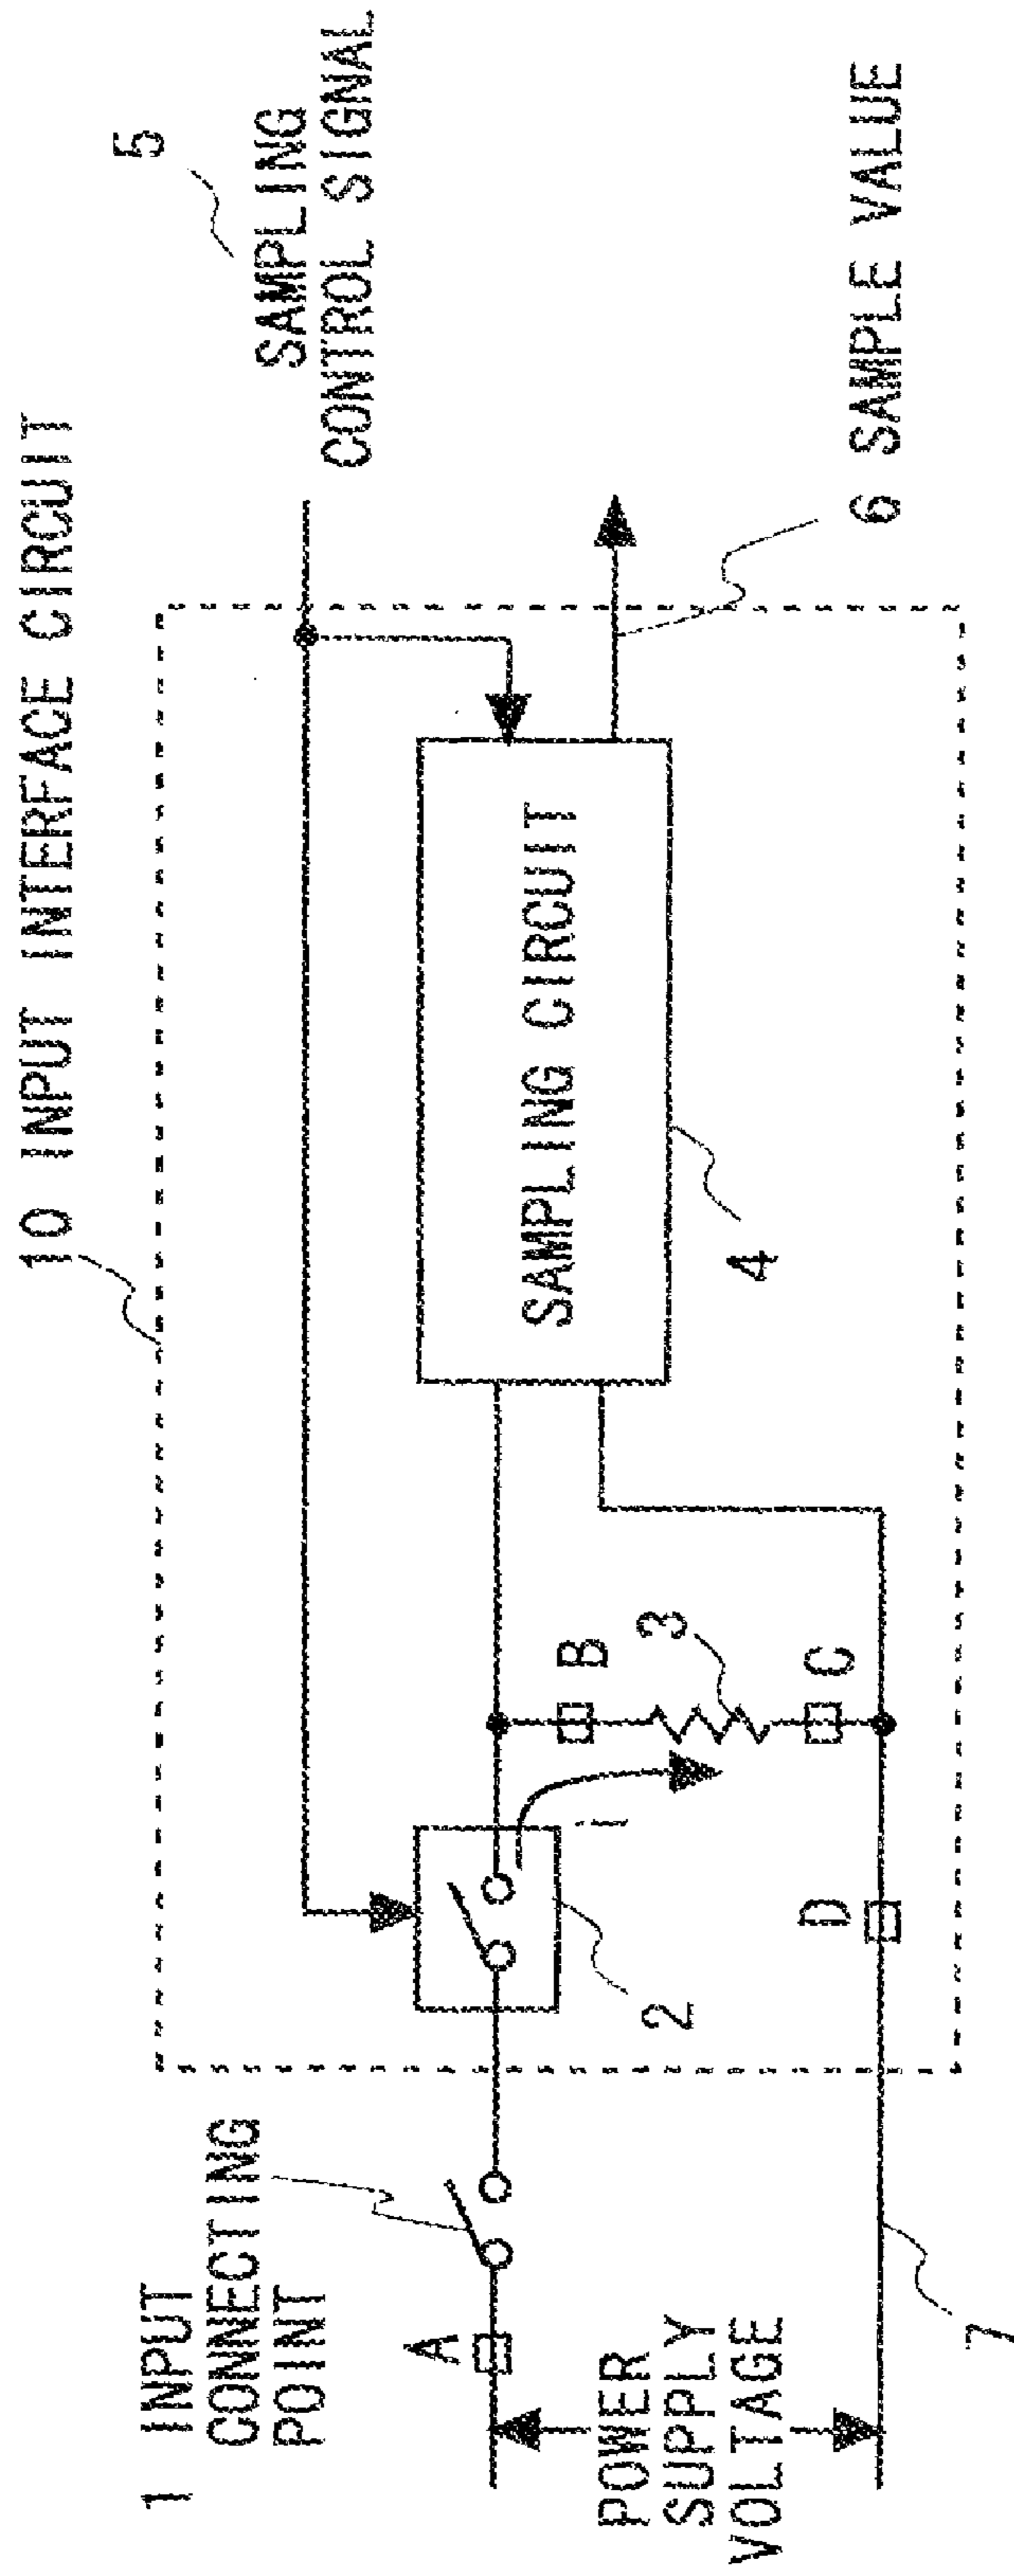 10 INPUT INTERFACE CIRCUIT
5
SAMPLING
CONTROL SIGNAL
1 INPUT
CONNECTING
POINT
A
2
I
B
3
C
D
SAMPLING CIRCUIT
4
6 SAMPLE VALUE
POWER
SUPPLY
VOLTAGE
7